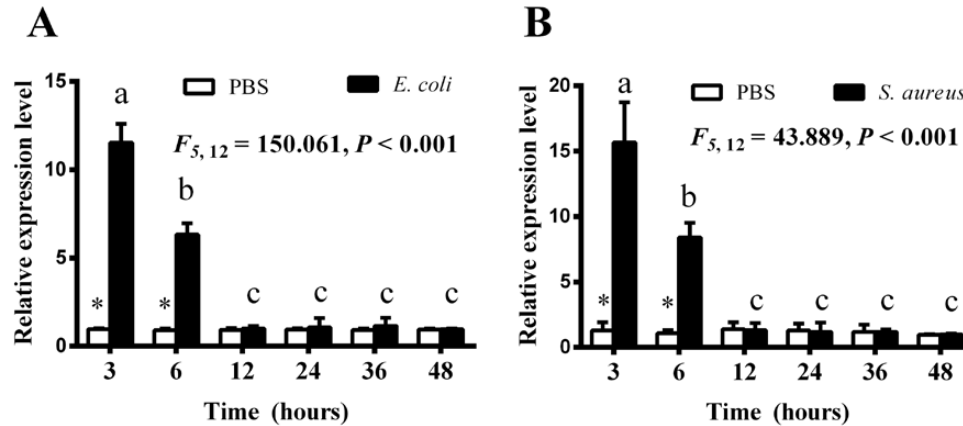 A
PBS E. coli
F5, 12 = 150.061, P < 0.001
Relative expression level
15
10
5
0
a
b
c
c
c
c
*
*
3 6 12 24 36 48
Time (hours)
B
PBS S. aureus
F5, 12 = 43.889, P < 0.001
Relative expression level
20
15
10
5
0
a
b
c
c
c
c
*
*
3 6 12 24 36 48
Time (hours)